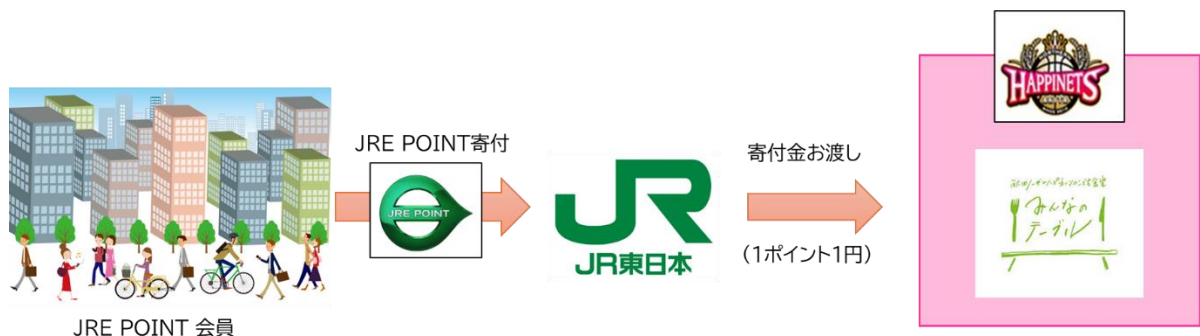 JRE POINT 会員
JRE POINT寄付
JRE POINT
JR
JR東日本
寄付金お渡し
(1ポイント1円)
HAPPINETS
みんなの
テーブル